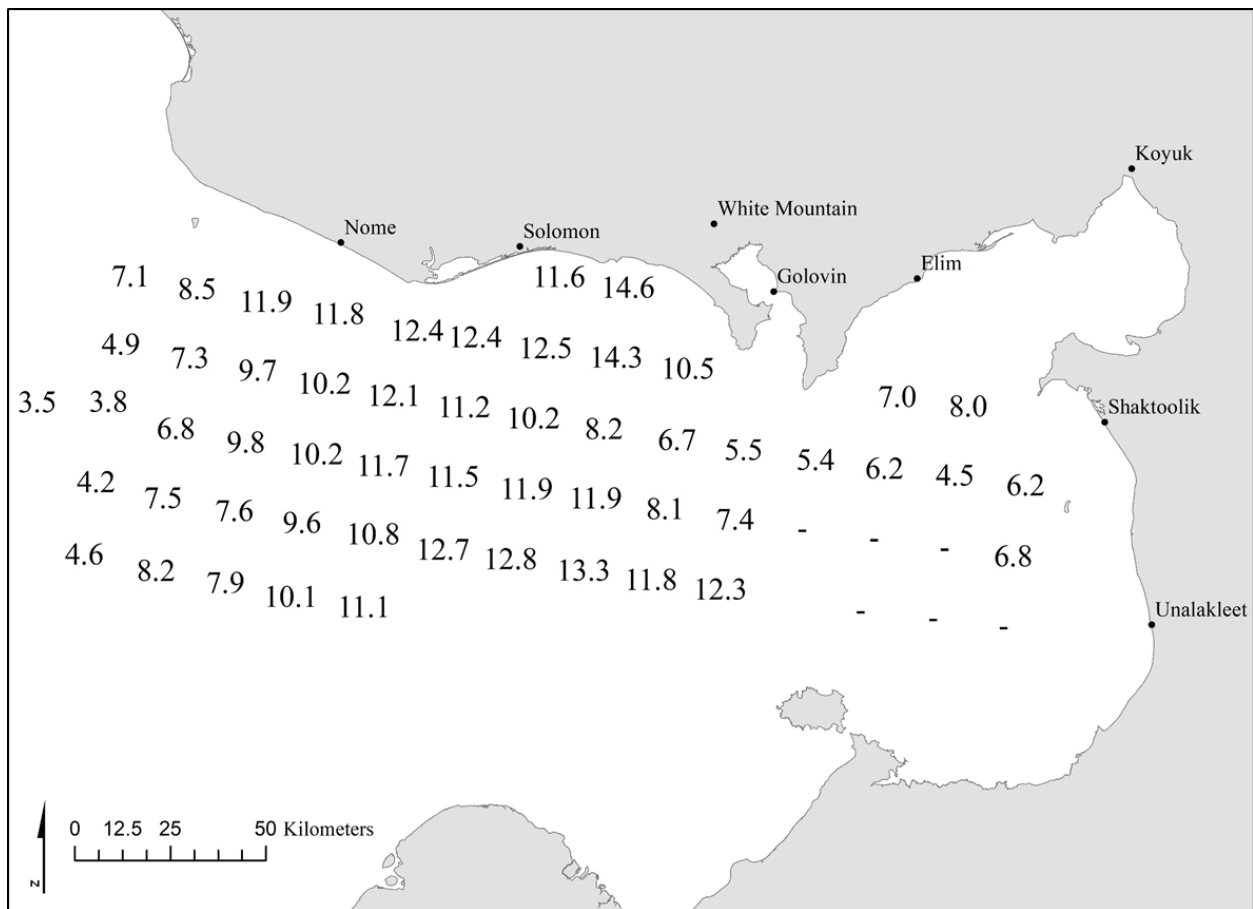 Koyuk
White Mountain
Nome
Solomon
Elim
Golovin
7.1 8.5 11.9 11.8 11.6 14.6
12.4 12.4 12.5 14.3 10.5
4.9 7.3 9.7 10.2 12.1 11.2 10.2 8.2 6.7 5.5 5.4 6.2 4.5 6.2
7.0 8.0
Shaktoolik
3.5 3.8 6.8 9.8 10.2 11.7 11.5 11.9 11.9 8.1 7.4 - - - 6.8
4.2 7.5 7.6 9.6 10.8 12.7 12.8 13.3 11.8 12.3 - - -
4.6 8.2 7.9 10.1 11.1
Unalakleet
0 12.5 25 50 Kilometers
N